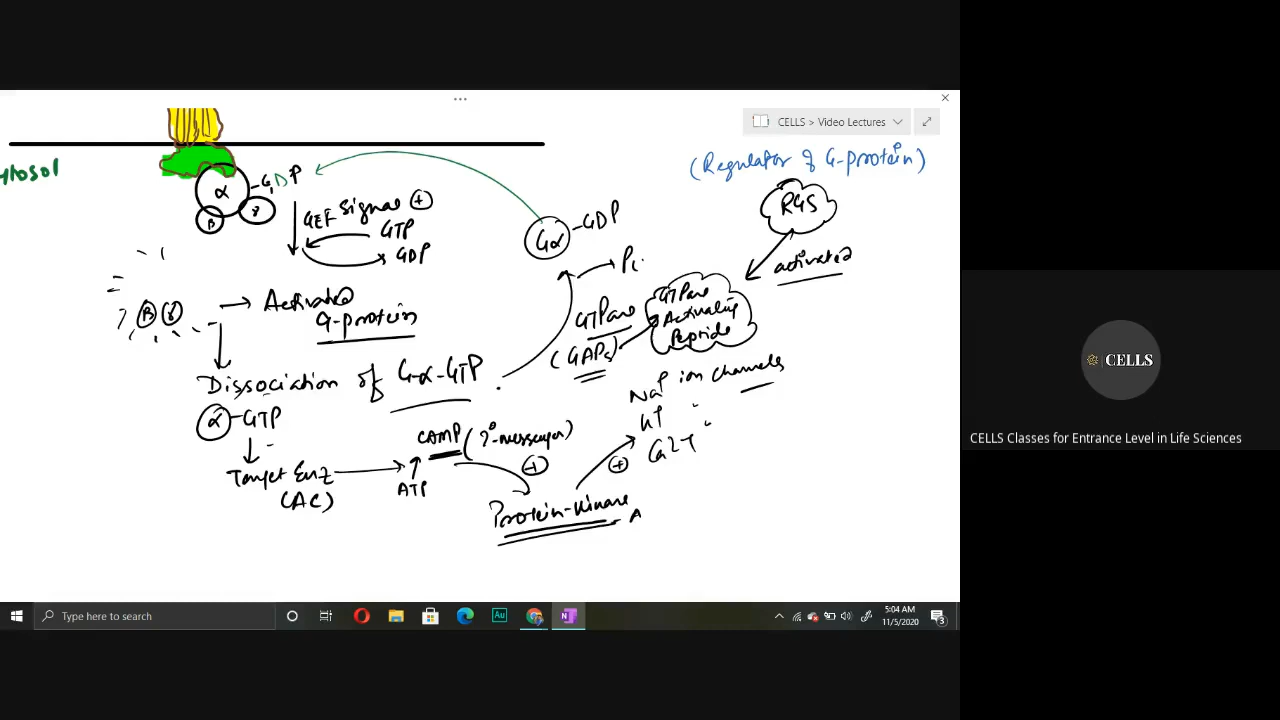 CELLS > Video Lectures
(Regulator of G-protein)
RGS
activated
ytosol
α -GDP
β γ
GEF Signal +
GTP
GDP
Gα -GDP
Pi
GTPase
(GAPs)
GTPase
Activating
Peptide
β γ
→ Activated
G-protein
Dissociation of G-α-GTP
α -GTP
Target Enz
(AC)
ATP
cAMP (2°-messenger)
+
Protein-Kinase
- A
+
Na+ ion channels
K+ "
Ca2+ "
CELLS
CELLS Classes for Entrance Level in Life Sciences
Type here to search
Au
N
5:04 AM
11/5/2020
3